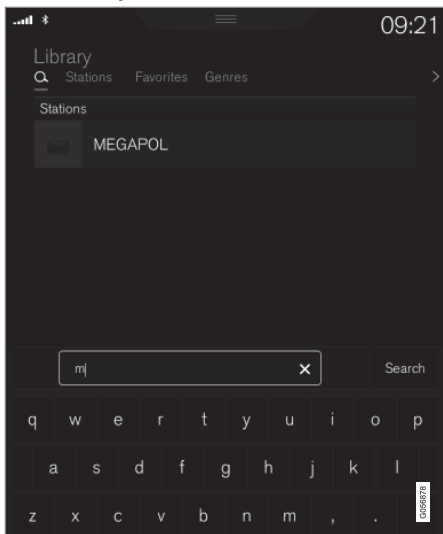 09:21
Library
Stations Favorites Genres >
Stations
MEGAPOL
m
Search
q w e r t y u i o p
a s d f g h j k l
z x c v b n m , .
G056878